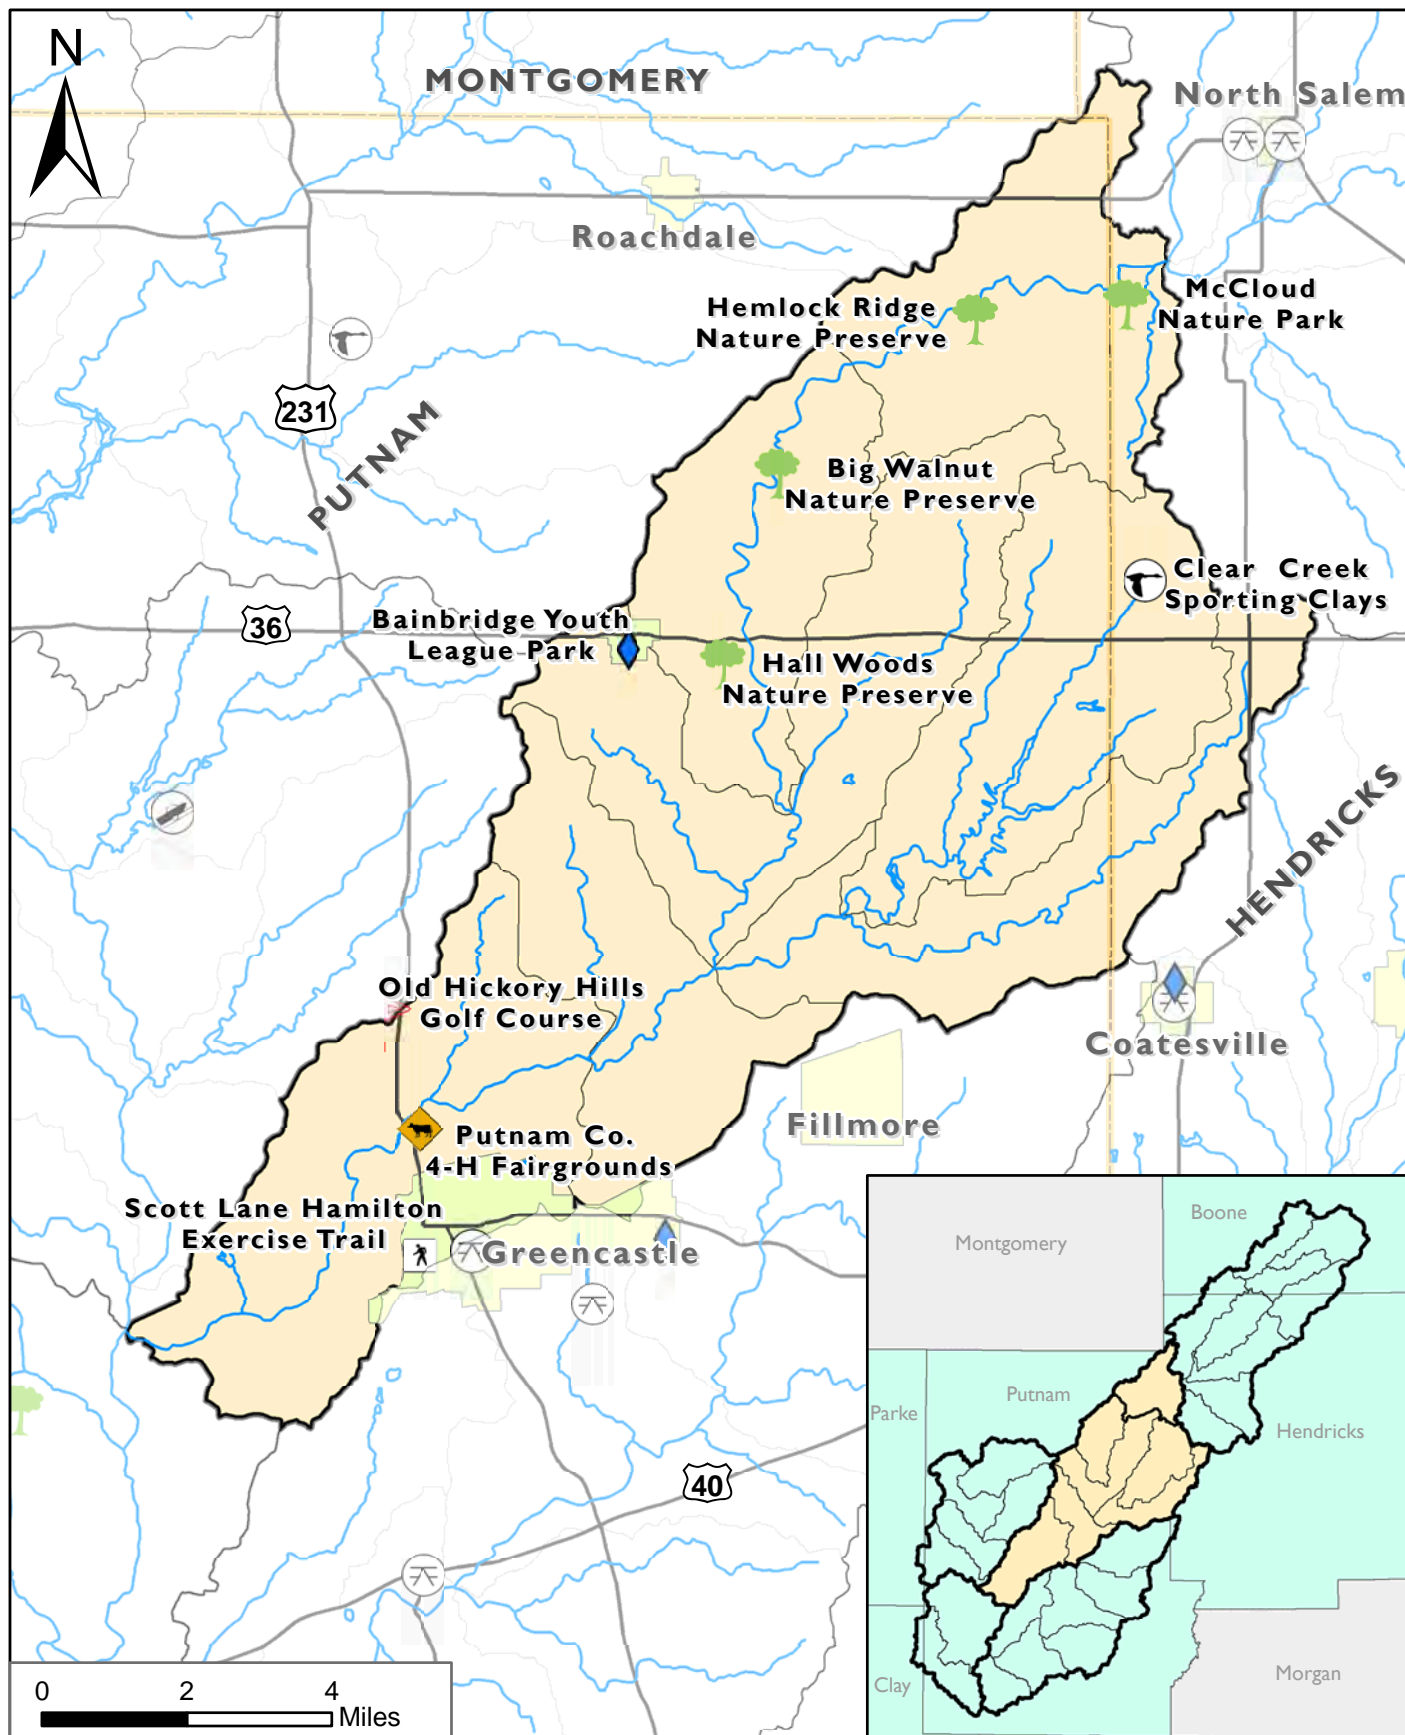 N
MONTGOMERY
North Salem
Roachdale
McCloud
Nature Park
Hemlock Ridge
Nature Preserve
231
PUTNAM
Big Walnut
Nature Preserve
Clear Creek
Sporting Clays
36
Bainbridge Youth
League Park
Hall Woods
Nature Preserve
HENDRICKS
Old Hickory Hills
Golf Course
Coatesville
Fillmore
Putnam Co.
4-H Fairgrounds
Scott Lane Hamilton
Exercise Trail
Greencastle
Boone
Montgomery
Putnam
Parke
Hendricks
40
Morgan
Clay
0 2 4
Miles